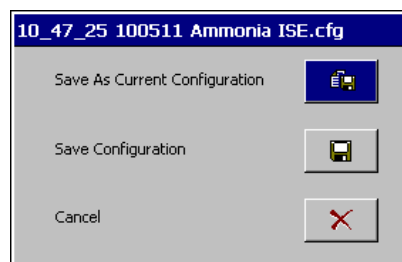 10_47_25 100511 Ammonia ISE.cfg
Save As Current Configuration
Save Configuration
Cancel